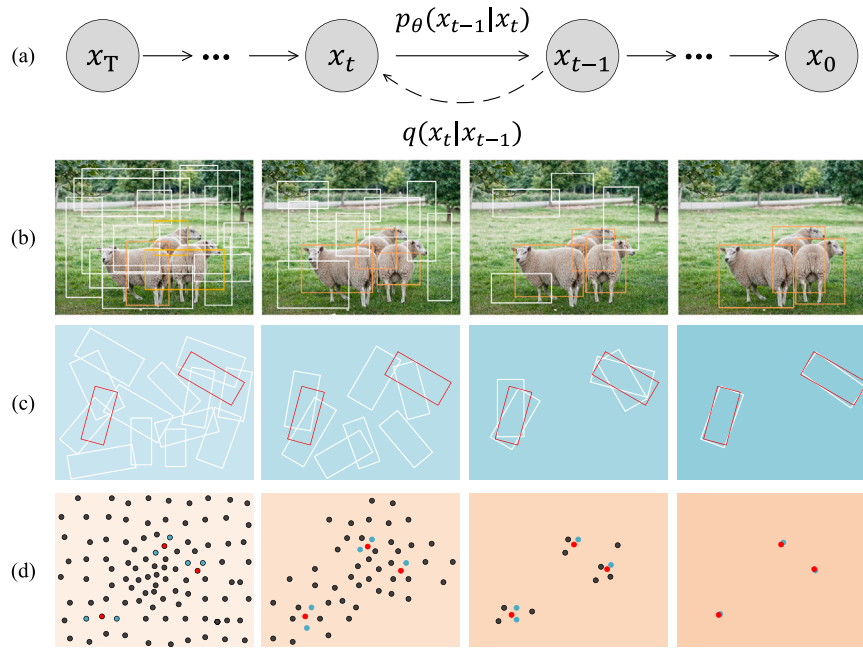 p_θ(x_{t-1}|x_t)
(a) x_T ••• x_t x_{t-1} ••• x_0
q(x_t|x_{t-1})
(b)
(c)
(d)